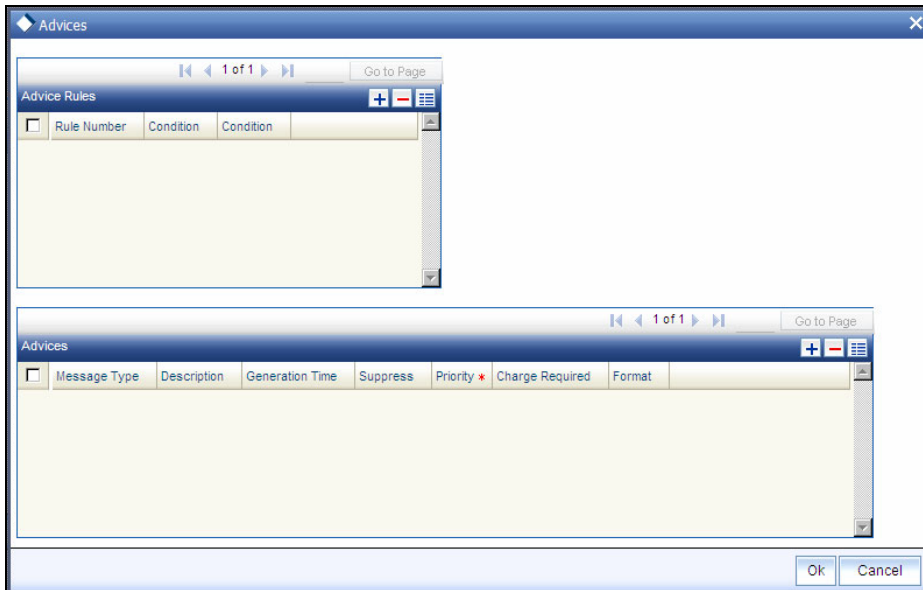 Advices
1 of 1 Go to Page
Advice Rules
Rule Number Condition Condition
1 of 1 Go to Page
Advices
Message Type Description Generation Time Suppress Priority * Charge Required Format
Ok Cancel